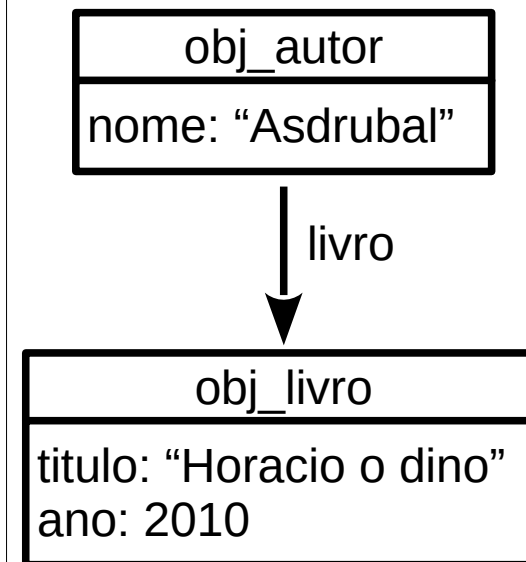 obj_autor
nome: “Asdrubal”
livro
obj_livro
titulo: “Horacio o dino”
ano: 2010